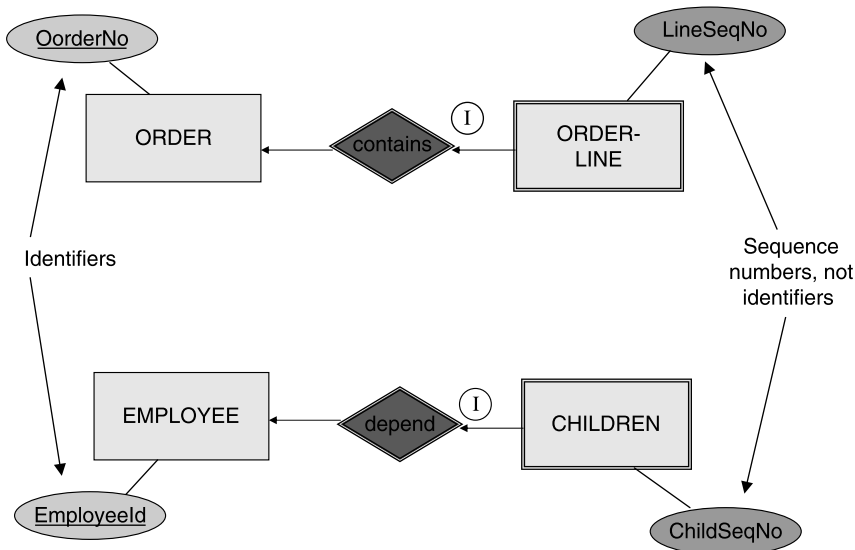 OorderNo
LineSeqNo
ORDER
contains
I
ORDER-
LINE
Identifiers
Sequence
numbers, not
identifiers
EMPLOYEE
depend
I
CHILDREN
EmployeeId
ChildSeqNo